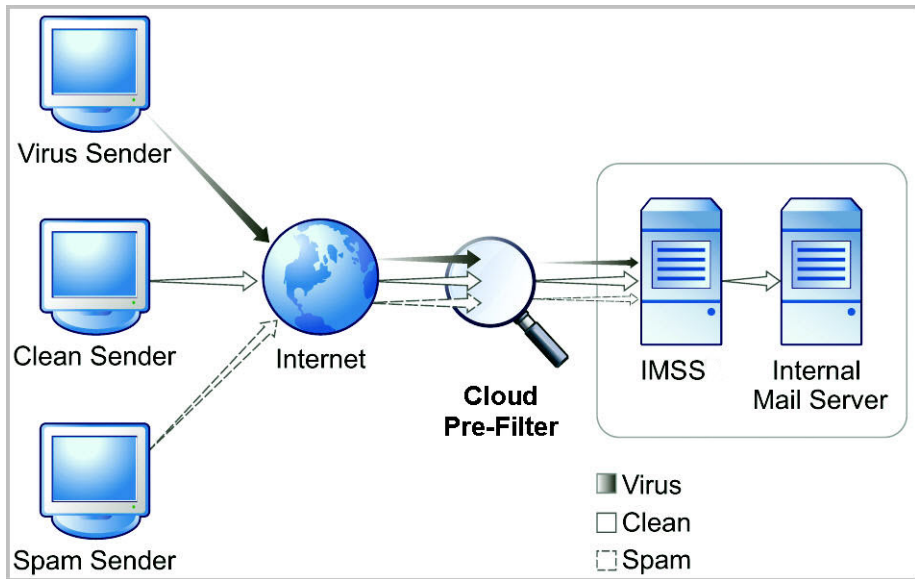 Virus Sender
Clean Sender
Spam Sender
Internet
Cloud
Pre-Filter
IMSS
Internal
Mail Server
Virus
Clean
Spam